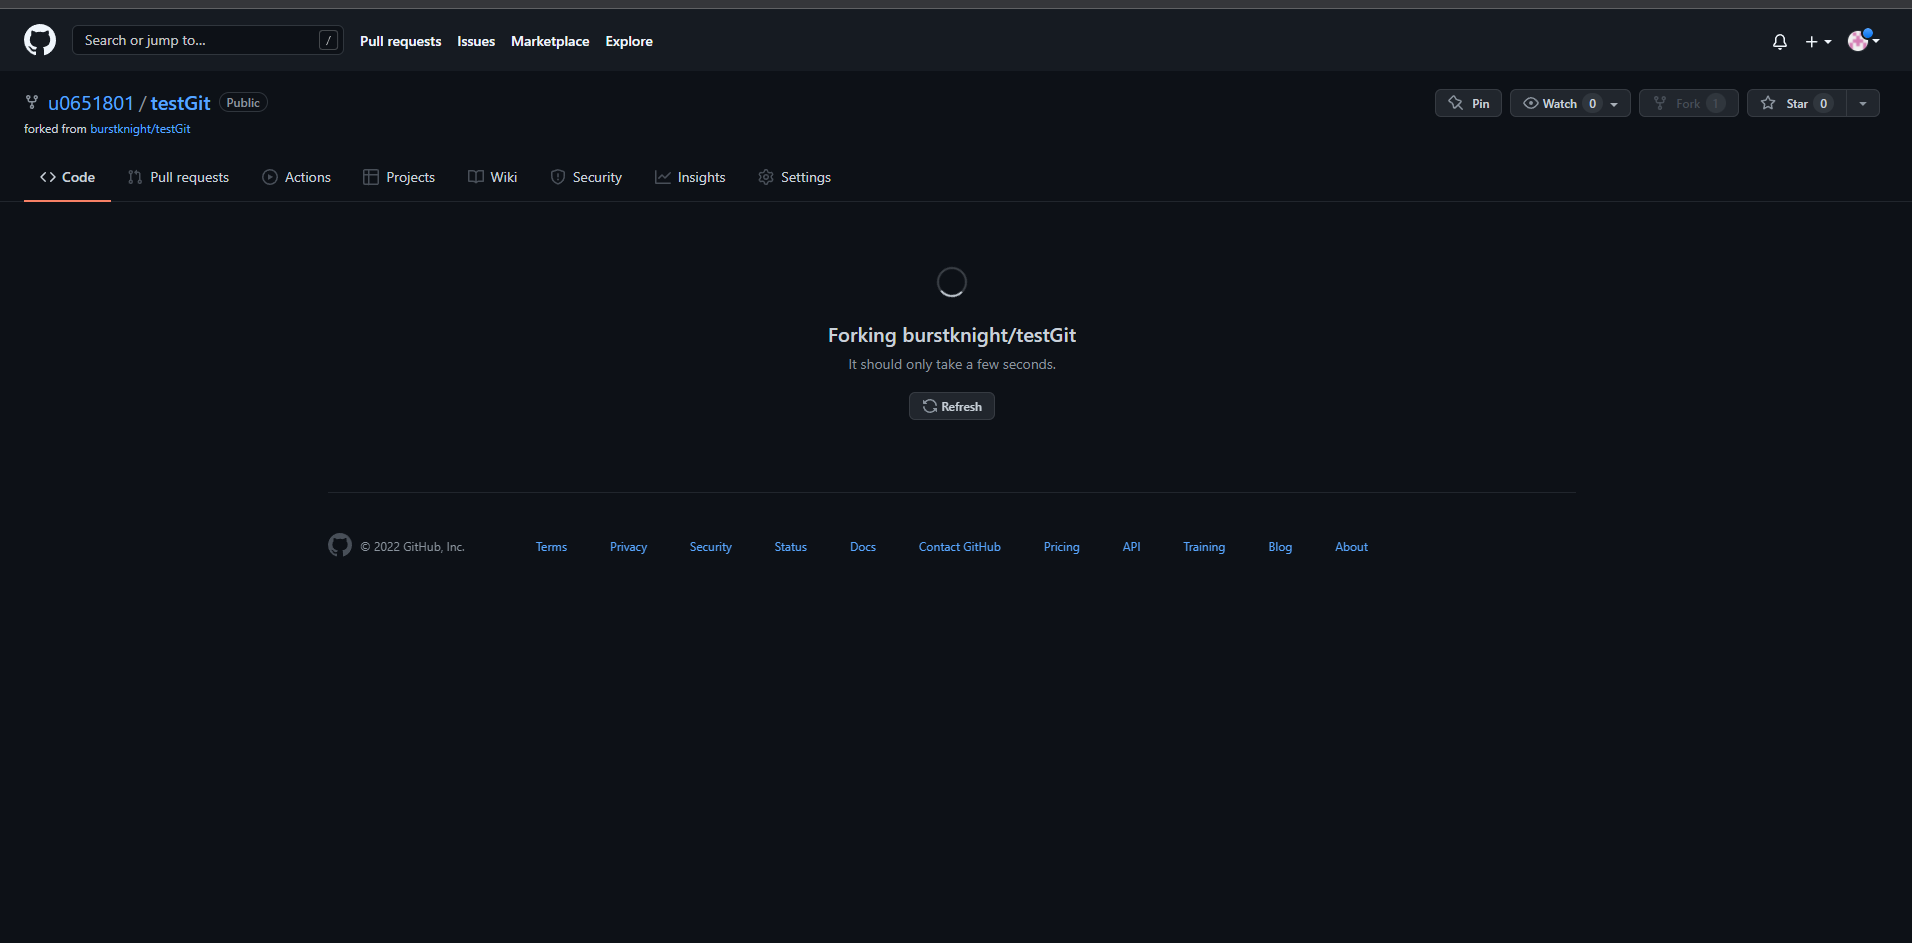 Search or jump to... / Pull requests Issues Marketplace Explore
u0651801 / testGit Public Pin Watch 0 Fork 1 Star 0
forked from burstknight/testGit
Code Pull requests Actions Projects Wiki Security Insights Settings
Forking burstknight/testGit
It should only take a few seconds.
Refresh
© 2022 GitHub, Inc. Terms Privacy Security Status Docs Contact GitHub Pricing API Training Blog About